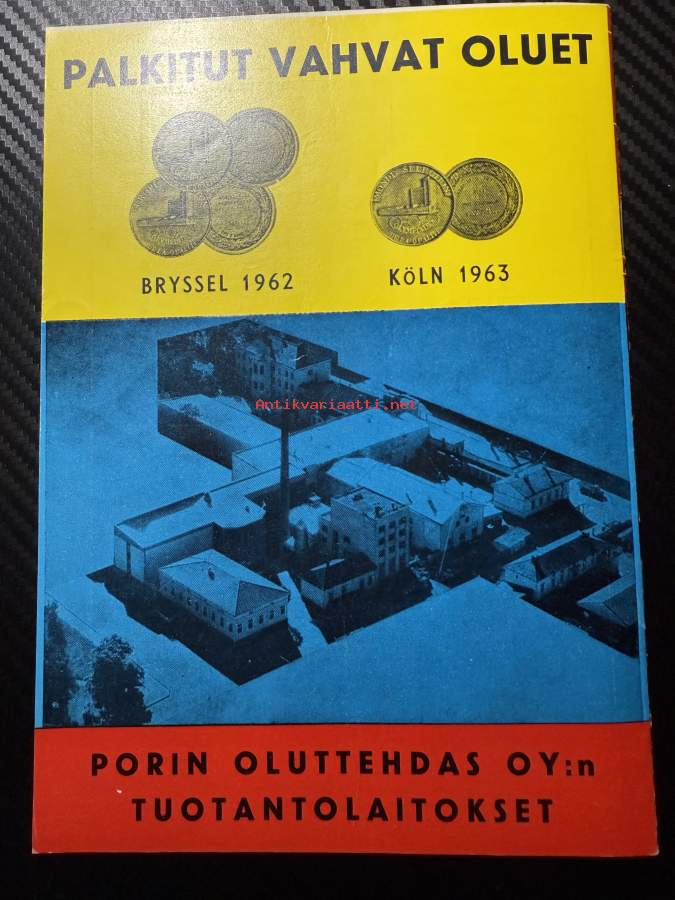 PALKITUT VAHVAT OLUET
BRYSSEL 1962
KÖLN 1963
Antikvariaatti.net
PORIN OLUTTEHDAS OY:n
TUOTANTOLAITOKSET